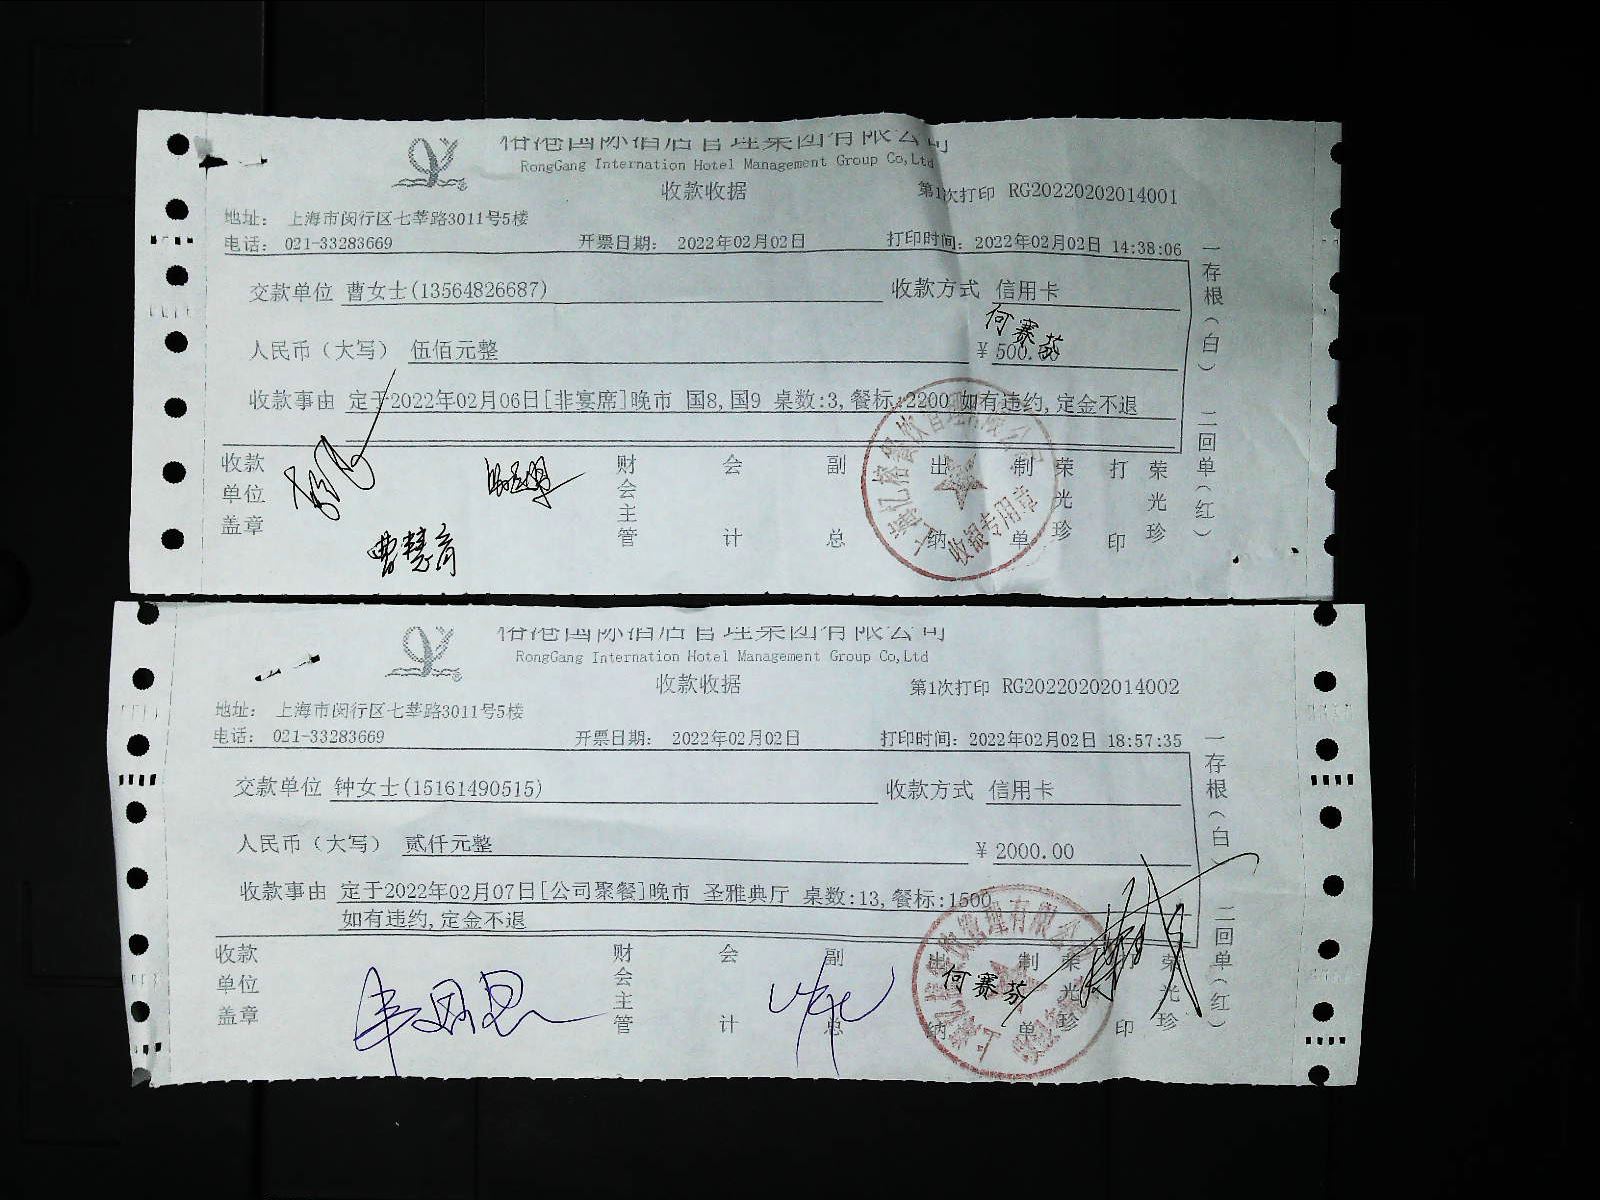 榕港国际酒店管理集团有限公司
RongGang Internation Hotel Management Group Co,Ltd
收款收据
第1次打印 RG20220202014001
地址: 上海市闵行区七莘路3011号5楼
电话: 021-33283669 开票日期: 2022年02月02日 打印时间: 2022年02月02日 14:38:06
交款单位 曹女士(13564826687) 收款方式 信用卡
何赛芬
人民币(大写) 伍佰元整 ¥ 500.00
收款事由 定于2022年02月06日[非宴席]晚市 国8,国9 桌数:3,餐标:2200 如有违约,定金不退
收款单位盖章 财会主管 会计 副总 出纳 制单 荣光珍 打印 荣光珍
曹慧育
收银专用章
一存根(白) 二回单(红)
榕港国际酒店管理集团有限公司
RongGang Internation Hotel Management Group Co,Ltd
收款收据
第1次打印 RG20220202014002
地址: 上海市闵行区七莘路3011号5楼
电话: 021-33283669 开票日期: 2022年02月02日 打印时间: 2022年02月02日 18:57:35
交款单位 钟女士(15161490515) 收款方式 信用卡
人民币(大写) 贰仟元整 ¥ 2000.00
收款事由 定于2022年02月07日[公司聚餐]晚市 圣雅典厅 桌数:13,餐标:1500
如有违约,定金不退
收款单位盖章 财会主管 会计 副总 出纳 制单 荣光珍 打印 荣光珍
何赛芬
一存根(白) 二回单(红)